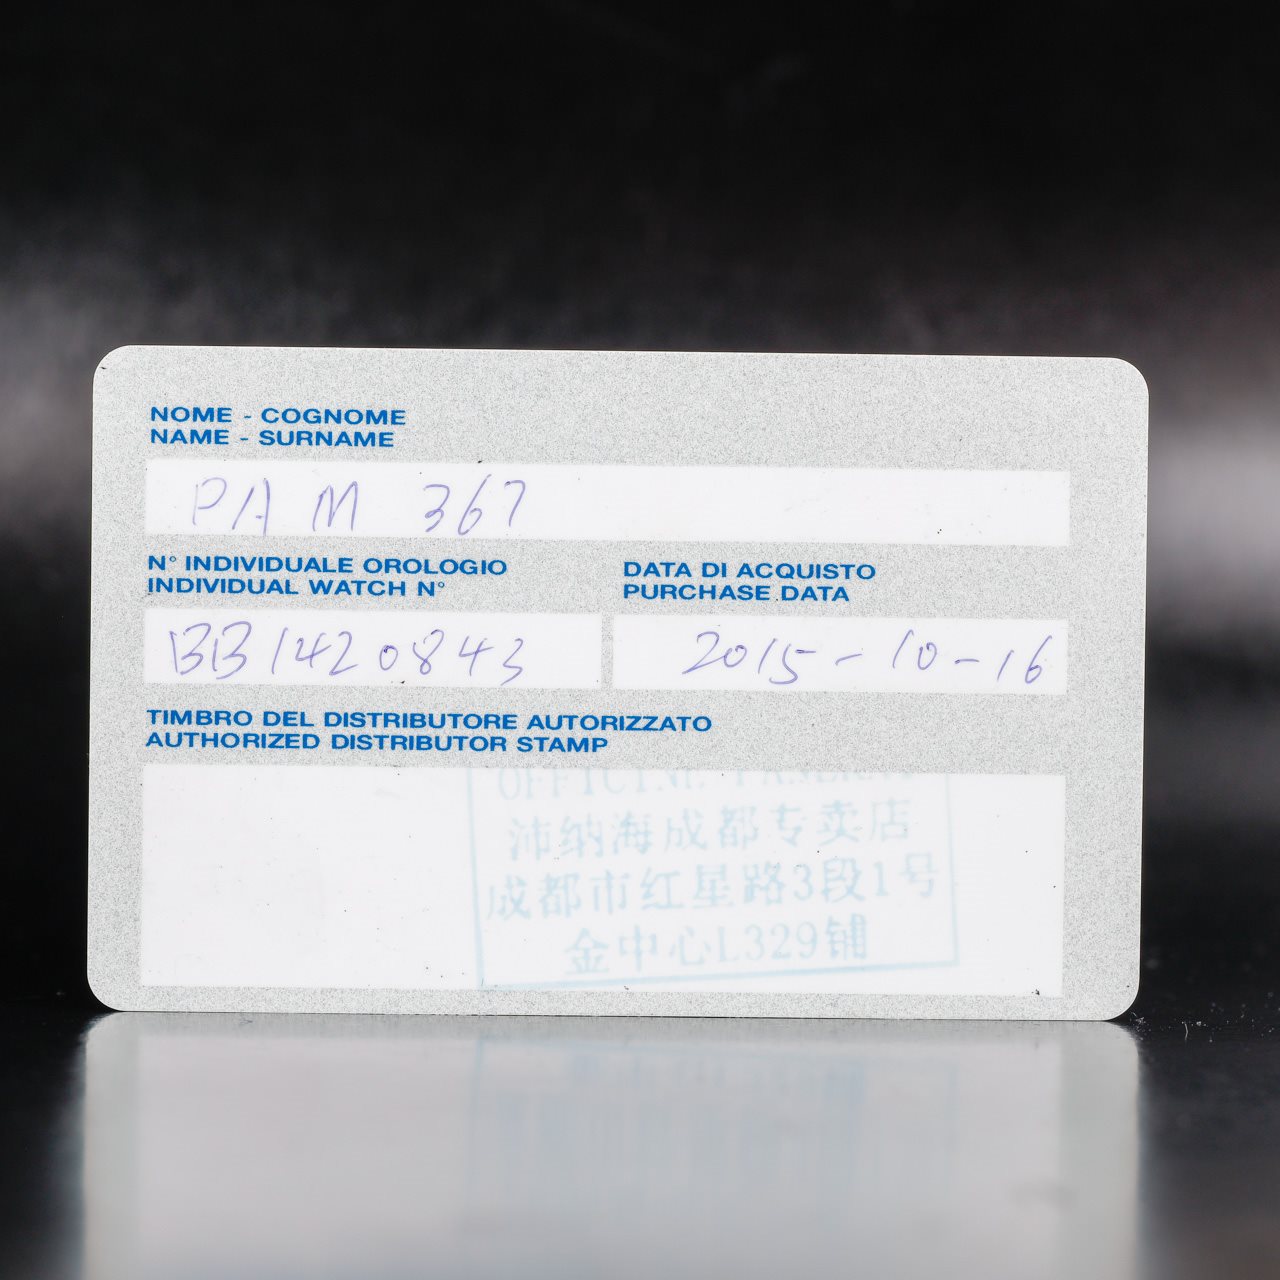 NOME - COGNOME
NAME - SURNAME
PAM 367
N° INDIVIDUALE OROLOGIO
INDIVIDUAL WATCH N°
BB1420843
DATA DI ACQUISTO
PURCHASE DATA
2015-10-16
TIMBRO DEL DISTRIBUTORE AUTORIZZATO
AUTHORIZED DISTRIBUTOR STAMP
OFFICINE PANERAI
沛纳海成都专卖店
成都市红星路3段1号
金中心L329铺